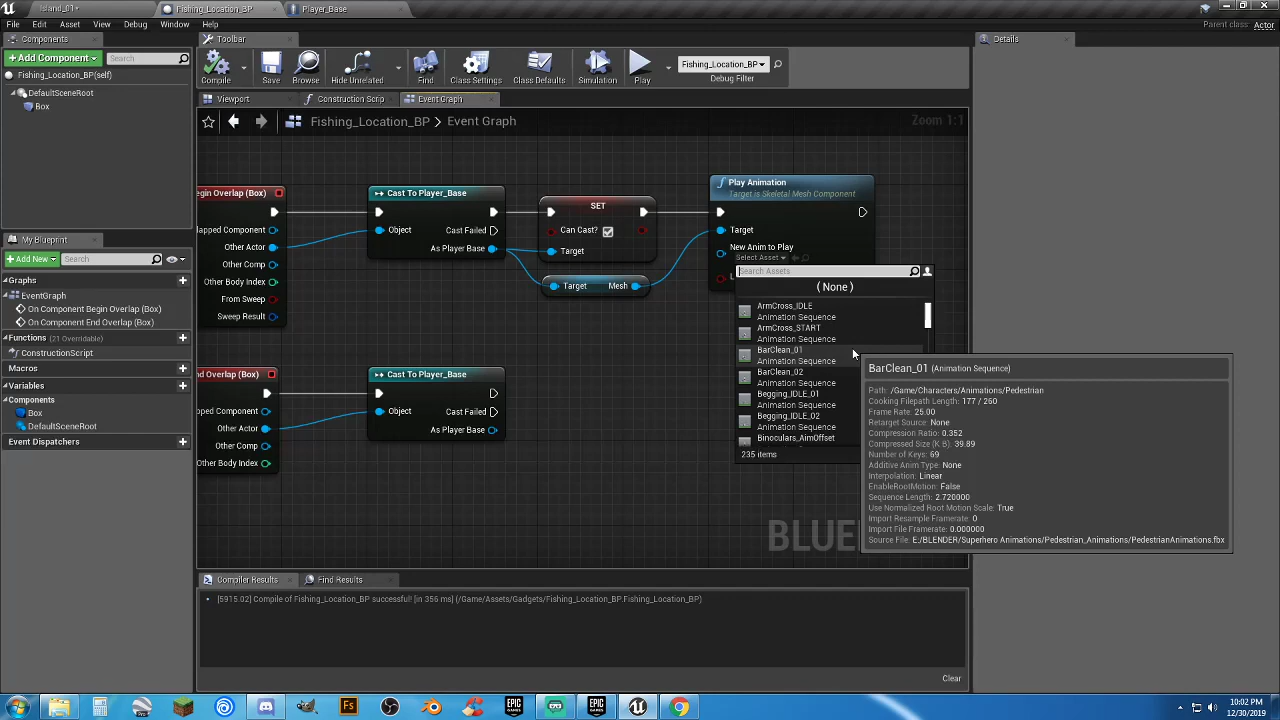 Island_01*
Fishing_Location_BP
Player_Base
File Edit Asset View Debug Window Help
Parent class: Actor
Components
Toolbar
Details
Add Component
Search
Compile Save Browse Hide Unrelated Find Class Settings Class Defaults Simulation Play
Fishing_Location_BP
Debug Filter
Fishing_Location_BP(self)
DefaultSceneRoot
Box
Viewport
Construction Scrip
Event Graph
Fishing_Location_BP > Event Graph
Zoom 1:1
Begin Overlap (Box)
lapped Component
Other Actor
Other Comp
Other Body Index
From Sweep
Sweep Result
Cast To Player_Base
Object
Cast Failed
As Player Base
SET
Can Cast?
Target
Target Mesh
Play Animation
Target is Skeletal Mesh Component
Target
New Anim to Play
Select Asset
L
Search Assets
( None )
ArmCross_IDLE
Animation Sequence
ArmCross_START
Animation Sequence
BarClean_01
Animation Sequence
BarClean_02
Animation Sequence
Begging_IDLE_01
Animation Sequence
Begging_IDLE_02
Animation Sequence
Binoculars_AimOffset
235 items
BarClean_01 (Animation Sequence)
Path: /Game/Characters/Animations/Pedestrian
Cooking Filepath Length: 177 / 260
Frame Rate: 25.00
Retarget Source: None
Compression Ratio: 0.352
Compressed Size (K B): 39.89
Number of Keys: 69
Additive Anim Type: None
Interpolation: Linear
EnableRootMotion: False
Sequence Length: 2.720000
Use Normalized Root Motion Scale: True
Import Resample Framerate: 0
Import File Framerate: 0.000000
Source File: E:/BLENDER/Superhero Animations/Pedestrian_Animations/PedestrianAnimations.fbx
My Blueprint
Add New
Search
Graphs
EventGraph
On Component Begin Overlap (Box)
On Component End Overlap (Box)
Functions (21 Overridable)
ConstructionScript
Macros
Variables
Components
Box
DefaultSceneRoot
Event Dispatchers
nd Overlap (Box)
pped Component
Other Actor
Other Comp
Other Body Index
Cast To Player_Base
Object
Cast Failed
As Player Base
BLUE
Compiler Results
Find Results
[5915.02] Compile of Fishing_Location_BP successful! [in 356 ms] (/Game/Assets/Gadgets/Fishing_Location_BP.Fishing_Location_BP)
Clear
Pro
Fs
EPIC
GAMES
EPIC
GAMES
10:02 PM
12/30/2019